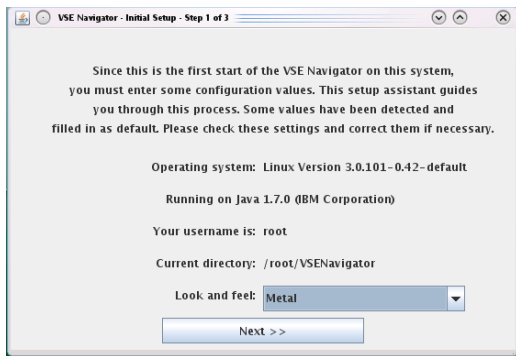 VSE Navigator - Initial Setup - Step 1 of 3
Since this is the first start of the VSE Navigator on this system,
you must enter some configuration values. This setup assistant guides
you through this process. Some values have been detected and
filled in as default. Please check these settings and correct them if necessary.
Operating system: Linux Version 3.0.101-0.42-default
Running on Java 1.7.0 (IBM Corporation)
Your username is: root
Current directory: /root/VSENavigator
Look and feel: Metal
Next >>